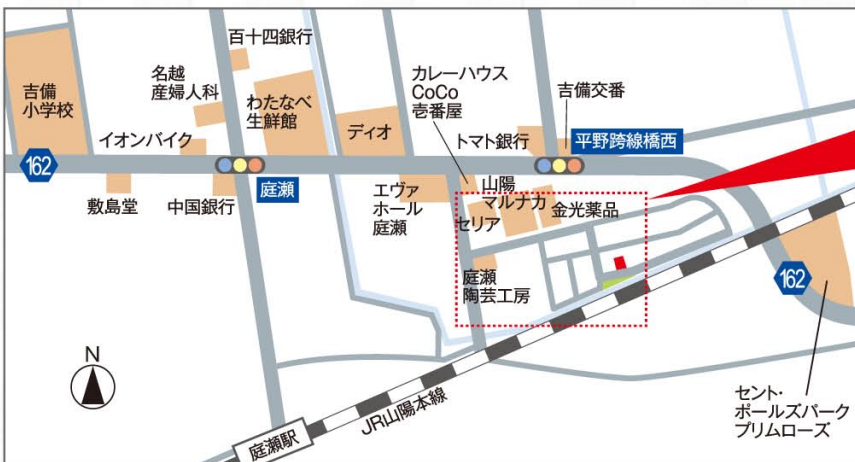 百十四銀行
名越
産婦人科
吉備
小学校
わたなべ
生鮮館
カレーハウス
CoCo
壱番屋
吉備交番
イオンバイク
ディオ
トマト銀行
平野跨線橋西
162
敷島堂
中国銀行
庭瀬
エヴァ
ホール
庭瀬
山陽
マルナカ
セリア
金光薬品
庭瀬
陶芸工房
162
N
JR山陽本線
庭瀬駅
セント・
ポールズパーク
プリムローズ